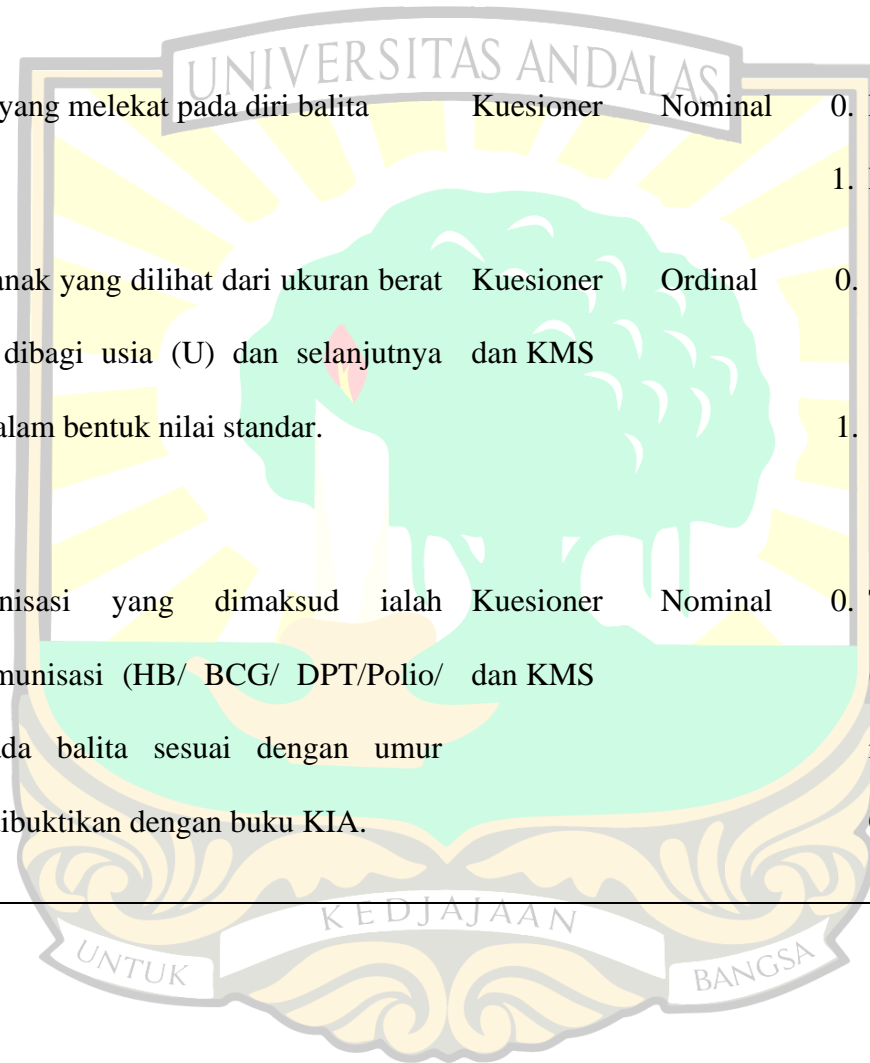 UNIVERSITAS ANDALAS
yang melekat pada diri balita Kuesioner Nominal 0.
1.
anak yang dilihat dari ukuran berat Kuesioner Ordinal 0.
dibagi usia (U) dan selanjutnya dan KMS
alam bentuk nilai standar. 1.
nisasi yang dimaksud ialah Kuesioner Nominal 0.
munisasi (HB/ BCG/ DPT/Polio/ dan KMS
ada balita sesuai dengan umur
ibuktikan dengan buku KIA.
KEDJAJAAN
UNTUK BANGSA